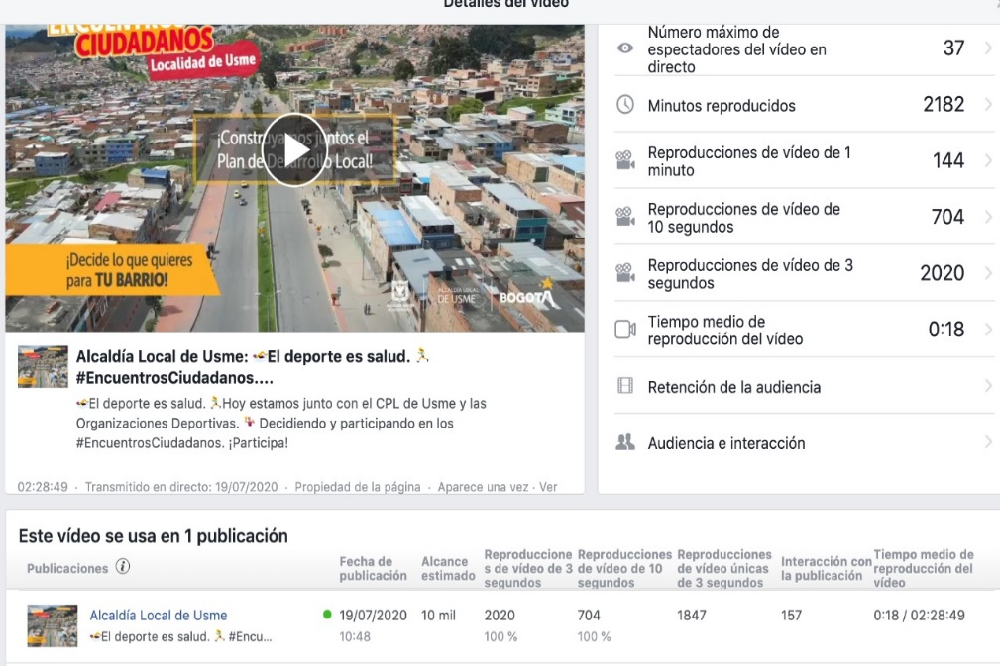 Detalles del vídeo
ENCUENTROS
CIUDADANOS
Localidad de Usme
¡Construyamos juntos el
Plan de Desarrollo Local!
¡Decide lo que quieres
para TU BARRIO!
ALCALDÍA LOCAL
DE USME
BOGOTA
Alcaldía Local de Usme: El deporte es salud.
#EncuentrosCiudadanos....
El deporte es salud. Hoy estamos junto con el CPL de Usme y las
Organizaciones Deportivas. Decidiendo y participando en los
#EncuentrosCiudadanos. ¡Participa!
02:28:49 · Transmitido en directo: 19/07/2020 · Propiedad de la página · Aparece una vez · Ver
Número máximo de
espectadores del vídeo en
directo
37
Minutos reproducidos
2182
Reproducciones de vídeo de 1
minuto
144
Reproducciones de vídeo de
10 segundos
704
Reproducciones de vídeo de 3
segundos
2020
Tiempo medio de
reproducción del vídeo
0:18
Retención de la audiencia
Audiencia e interacción
Este vídeo se usa en 1 publicación
Publicaciones
Fecha de
publicación
Alcance
estimado
Reproduccione
s de vídeo de 3
segundos
Reproducciones
de vídeo de 10
segundos
Reproducciones
de vídeo únicas
de 3 segundos
Interacción con
la publicación
Tiempo medio de
reproducción del
vídeo
Alcaldía Local de Usme
El deporte es salud. #Encu...
19/07/2020
10:48
10 mil
2020
100 %
704
100 %
1847
157
0:18 / 02:28:49